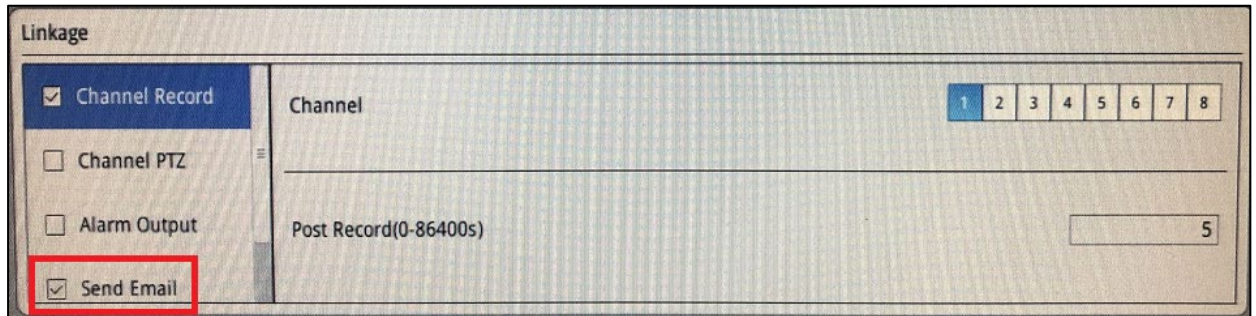 Linkage
Channel Record
Channel PTZ
Alarm Output
Send Email
Channel
1 2 3 4 5 6 7 8
Post Record(0-86400s)
5